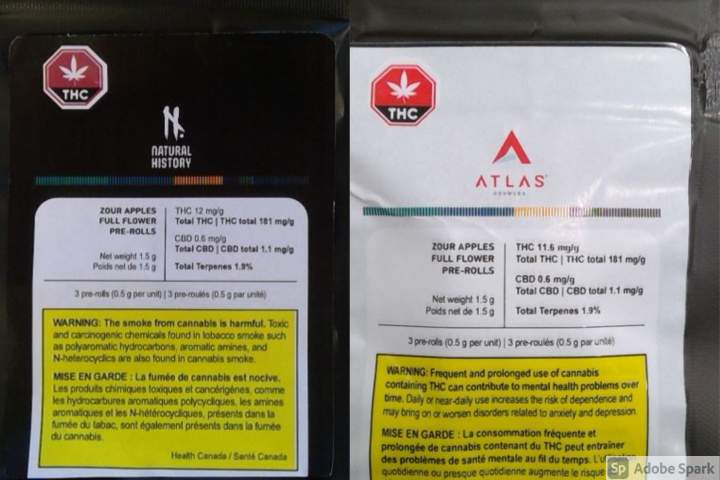 THC
N.
NATURAL
HISTORY
ZOUR APPLES
FULL FLOWER
PRE-ROLLS
Net weight 1.5 g
Poids net de 1.5 g
THC 12 mg/g
Total THC | THC total 181 mg/g
CBD 0.6 mg/g
Total CBD | CBD total 1.1 mg/g
Total Terpenes 1.9%
3 pre-rolls (0.5 g per unit) | 3 pré-roulés (0.5 g par unité)
WARNING: The smoke from cannabis is harmful. Toxic
and carcinogenic chemicals found in tobacco smoke such
as polyaromatic hydrocarbons, aromatic amines, and
N-heterocyclics are also found in cannabis smoke.
MISE EN GARDE : La fumée de cannabis est nocive.
Les produits chimiques toxiques et cancérigènes, comme
les hydrocarbures aromatiques polycycliques, les amines
aromatiques et les N-hétérocycliques, présents dans la
fumée du tabac, sont également présents dans la fumée
du cannabis.
Health Canada / Santé Canada
THC
ATLAS
GROWERS
ZOUR APPLES
FULL FLOWER
PRE-ROLLS
Net weight 1.5 g
Poids net de 1.5 g
THC 11.6 mg/g
Total THC | THC total 181 mg/g
CBD 0.6 mg/g
Total CBD | CBD total 1.1 mg/g
Total Terpenes 1.9%
3 pre-rolls (0.5 g per unit) | 3 pre-roulés (0.5 g par unité)
WARNING: Frequent and prolonged use of cannabis
containing THC can contribute to mental health problems over
time. Daily or near-daily use increases the risk of dependence and
may bring on or worsen disorders related to anxiety and depression.
MISE EN GARDE : La consommation fréquente et
prolongée de cannabis contenant du THC peut entraîner
des problèmes de santé mentale au fil du temps.
quotidienne ou presque quotidienne augmente le risque
Sp Adobe Spark